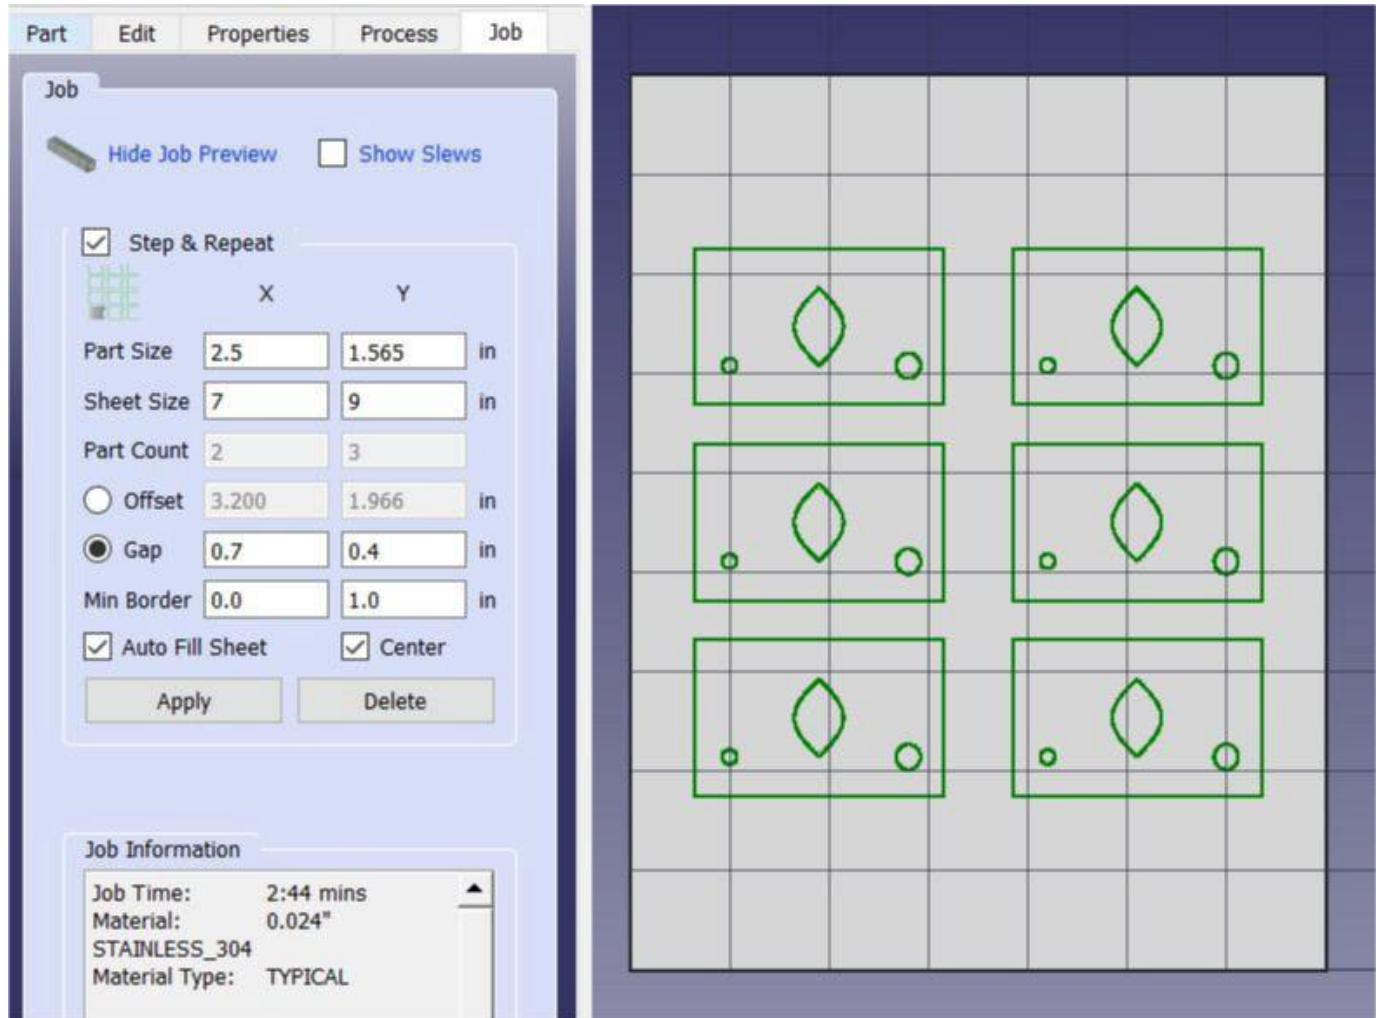 Part Edit Properties Process Job
Job
Hide Job Preview Show Slews
Step & Repeat
X Y
Part Size 2.5 1.565 in
Sheet Size 7 9 in
Part Count 2 3
Offset 3.200 1.966 in
Gap 0.7 0.4 in
Min Border 0.0 1.0 in
Auto Fill Sheet Center
Apply Delete
Job Information
Job Time: 2:44 mins
Material: 0.024"
STAINLESS_304
Material Type: TYPICAL